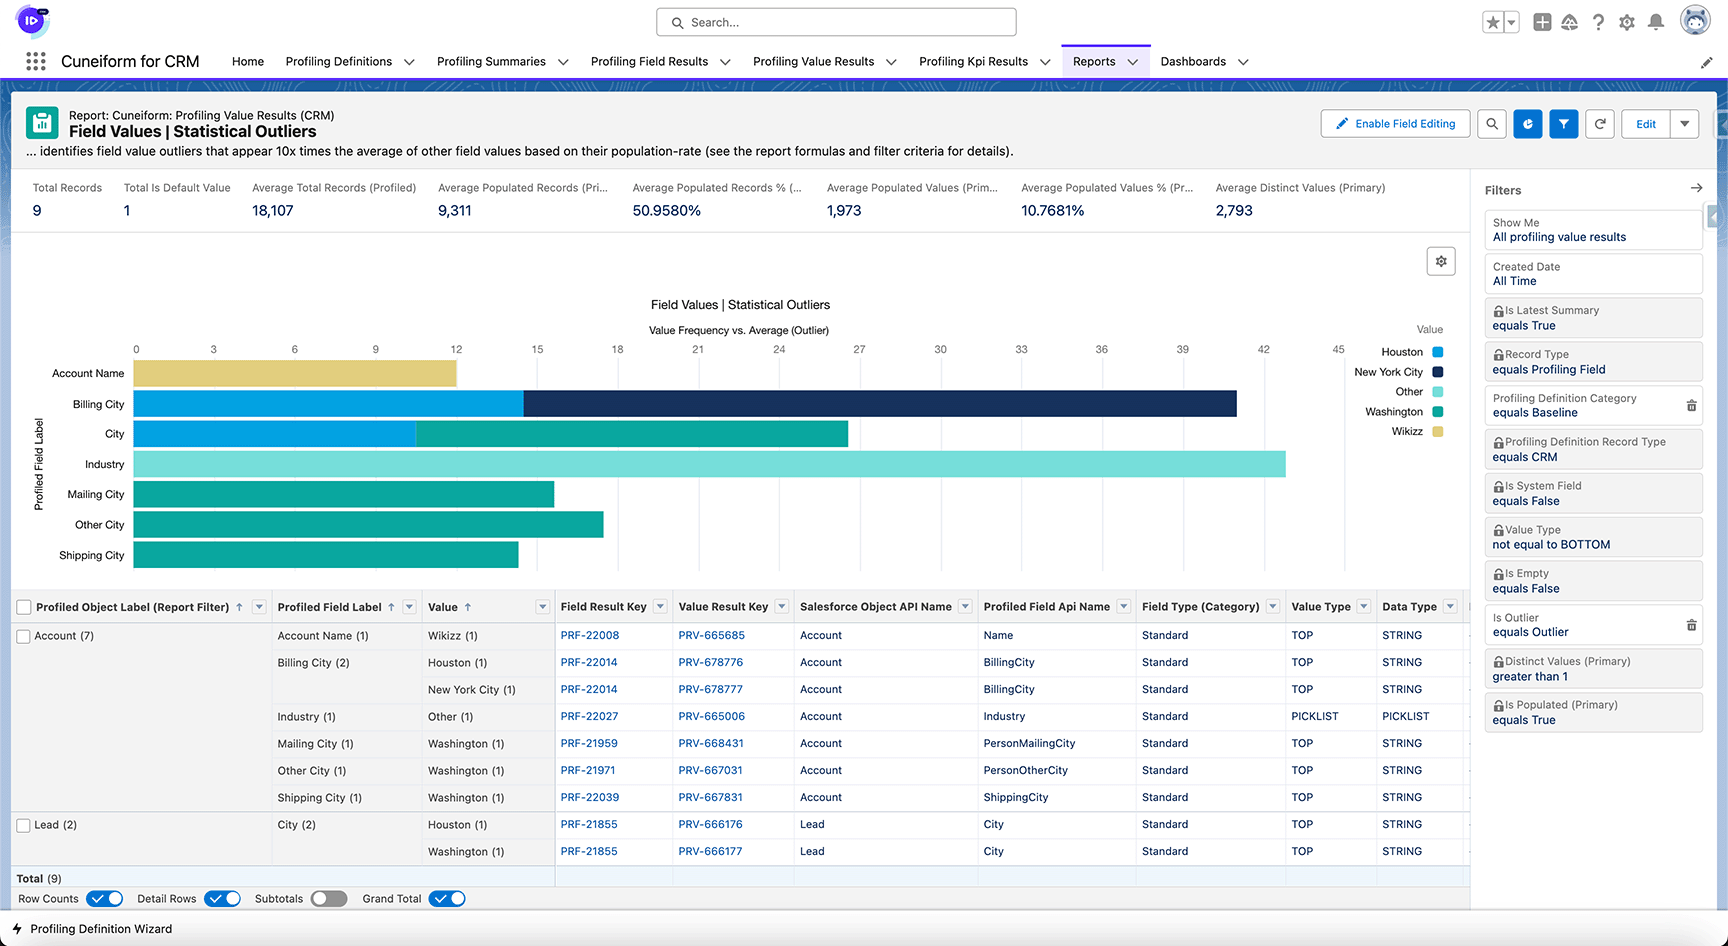 ID
Search...
Cuneiform for CRM
Home
Profiling Definitions
Profiling Summaries
Profiling Field Results
Profiling Value Results
Profiling Kpi Results
Reports
Dashboards
Report: Cuneiform: Profiling Value Results (CRM)
Field Values | Statistical Outliers
... identifies field value outliers that appear 10x times the average of other field values based on their population-rate (see the report formulas and filter criteria for details).
Enable Field Editing
Edit
Total Records
9
Total Is Default Value
1
Average Total Records (Profiled)
18,107
Average Populated Records (Pri...
9,311
Average Populated Records % (...
50.9580%
Average Populated Values (Prim...
1,973
Average Populated Values % (Pr...
10.7681%
Average Distinct Values (Primary)
2,793
Field Values | Statistical Outliers
Value Frequency vs. Average (Outlier)
0 3 6 9 12 15 18 21 24 27 30 33 36 39 42 45
Profiled Field Label
Account Name
Billing City
City
Industry
Mailing City
Other City
Shipping City
Value
Houston
New York City
Other
Washington
Wikizz
Filters
Show Me
All profiling value results
Created Date
All Time
Is Latest Summary
equals True
Record Type
equals Profiling Field
Profiling Definition Category
equals Baseline
Profiling Definition Record Type
equals CRM
Is System Field
equals False
Value Type
not equal to BOTTOM
Is Empty
equals False
Is Outlier
equals Outlier
Distinct Values (Primary)
greater than 1
Is Populated (Primary)
equals True
Profiled Object Label (Report Filter) ↑ Profiled Field Label ↑ Value ↑ Field Result Key Value Result Key Salesforce Object API Name Profiled Field Api Name Field Type (Category) Value Type Data Type
Account (7) Account Name (1) Wikizz (1) PRF-22008 PRV-665685 Account Name Standard TOP STRING
Billing City (2) Houston (1) PRF-22014 PRV-678776 Account BillingCity Standard TOP STRING
New York City (1) PRF-22014 PRV-678777 Account BillingCity Standard TOP STRING
Industry (1) Other (1) PRF-22027 PRV-665006 Account Industry Standard PICKLIST PICKLIST
Mailing City (1) Washington (1) PRF-21959 PRV-668431 Account PersonMailingCity Standard TOP STRING
Other City (1) Washington (1) PRF-21971 PRV-667031 Account PersonOtherCity Standard TOP STRING
Shipping City (1) Washington (1) PRF-22039 PRV-667831 Account ShippingCity Standard TOP STRING
Lead (2) City (2) Houston (1) PRF-21855 PRV-666176 Lead City Standard TOP STRING
Washington (1) PRF-21855 PRV-666177 Lead City Standard TOP STRING
Total (9)
Row Counts
Detail Rows
Subtotals
Grand Total
Profiling Definition Wizard